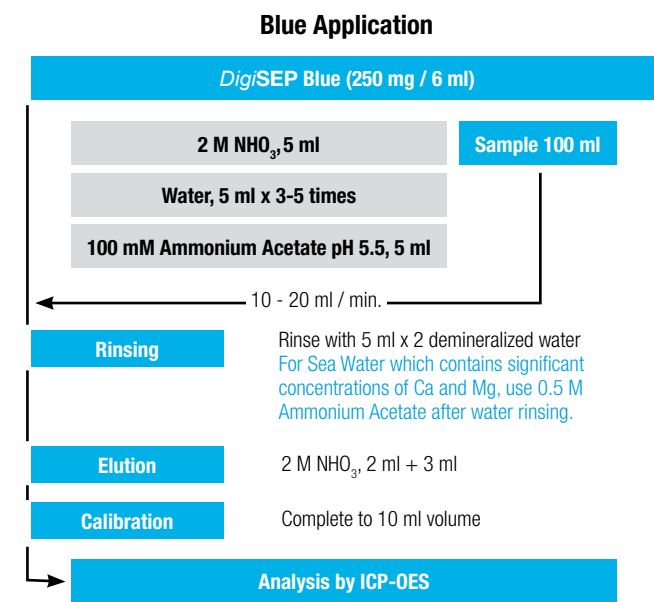 Blue Application
DigiSEP Blue (250 mg / 6 ml)
2 M NHO₃, 5 ml
Sample 100 ml
Water, 5 ml x 3-5 times
100 mM Ammonium Acetate pH 5.5, 5 ml
10 - 20 ml / min.
Rinsing
Rinse with 5 ml x 2 demineralized water
For Sea Water which contains significant
concentrations of Ca and Mg, use 0.5 M
Ammonium Acetate after water rinsing.
Elution
2 M NHO₃, 2 ml + 3 ml
Calibration
Complete to 10 ml volume
Analysis by ICP-OES